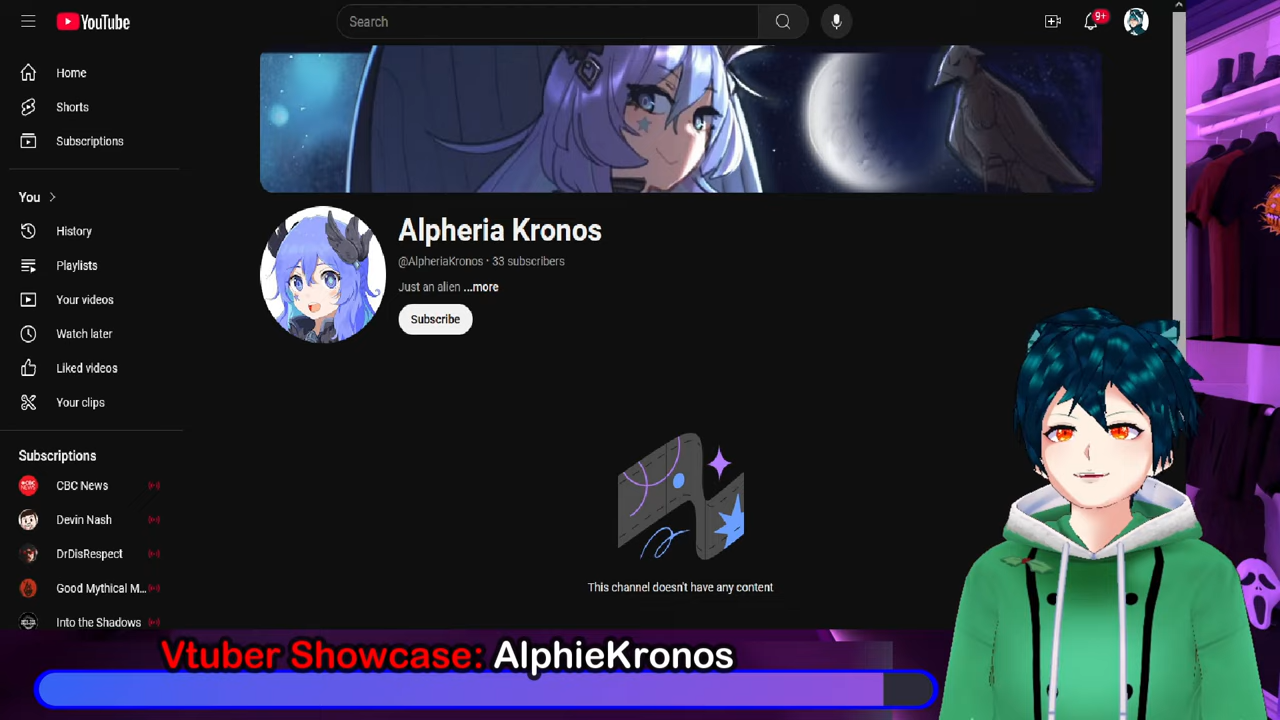 YouTube
Search
9+
Home
Shorts
Subscriptions
You
History
Playlists
Your videos
Watch later
Liked videos
Your clips
Subscriptions
CBC NEWS
CBC News
Devin Nash
DrDisRespect
Good Mythical M...
Into the Shadows
Alpheria Kronos
@AlpheriaKronos · 33 subscribers
Just an alien ...more
Subscribe
This channel doesn't have any content
Vtuber Showcase: AlphieKronos